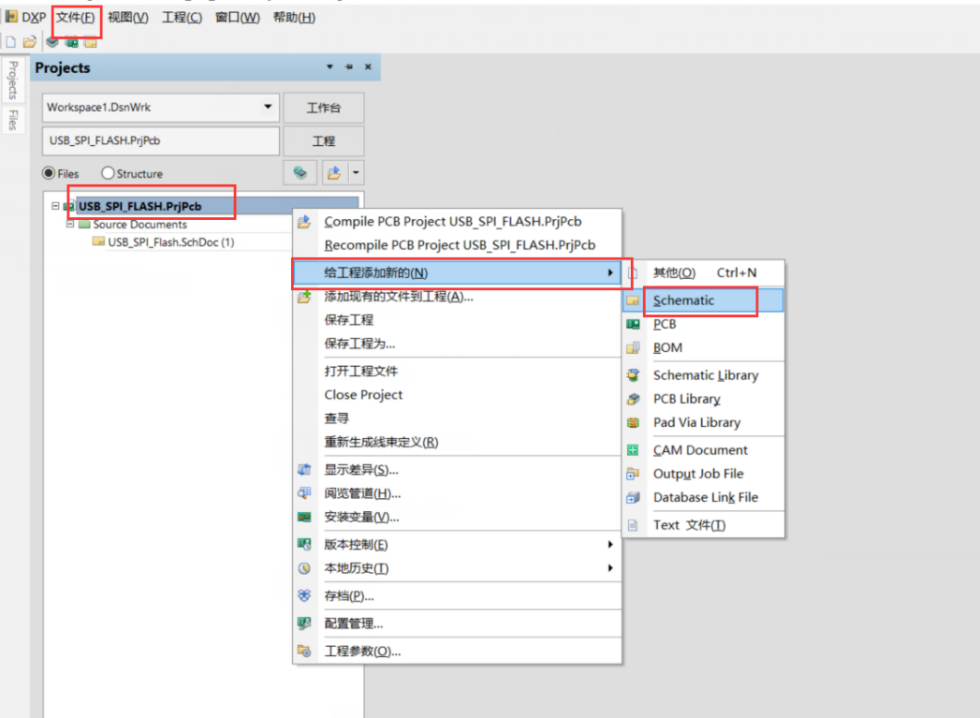 DXP 文件(F) 视图(V) 工程(C) 窗口(W) 帮助(H)
Projects
Files
Projects
Workspace1.DsnWrk
工作台
USB_SPI_FLASH.PrjPcb
工程
Files Structure
USB_SPI_FLASH.PrjPcb
Source Documents
USB_SPI_Flash.SchDoc (1)
Compile PCB Project USB_SPI_FLASH.PrjPcb
Recompile PCB Project USB_SPI_FLASH.PrjPcb
给工程添加新的(N)
添加现有的文件到工程(A)...
保存工程
保存工程为...
打开工程文件
Close Project
查寻
重新生成线束定义(R)
显示差异(S)...
阅览管道(H)...
安装变量(V)...
版本控制(E)
本地历史(T)
存档(P)...
配置管理...
工程参数(O)...
其他(O) Ctrl+N
Schematic
PCB
BOM
Schematic Library
PCB Library
Pad Via Library
CAM Document
Output Job File
Database Link File
Text 文件(T)